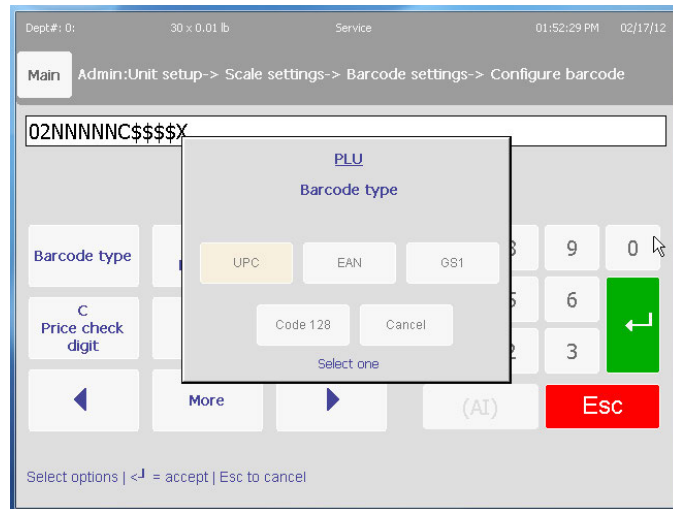 Dept#: 0: 30 x 0.01 lb Service 01:52:29 PM 02/17/12
Main Admin:Unit setup-> Scale settings-> Barcode settings-> Configure barco
02NNNNNC$$$$X
PLU
Barcode type
Barcode type UPC EAN GS1 9 0
C
Price check
digit
Code 128 Cancel 6
Select one 3
More (AI) Esc
Select options | <┘ = accept | Esc to cancel